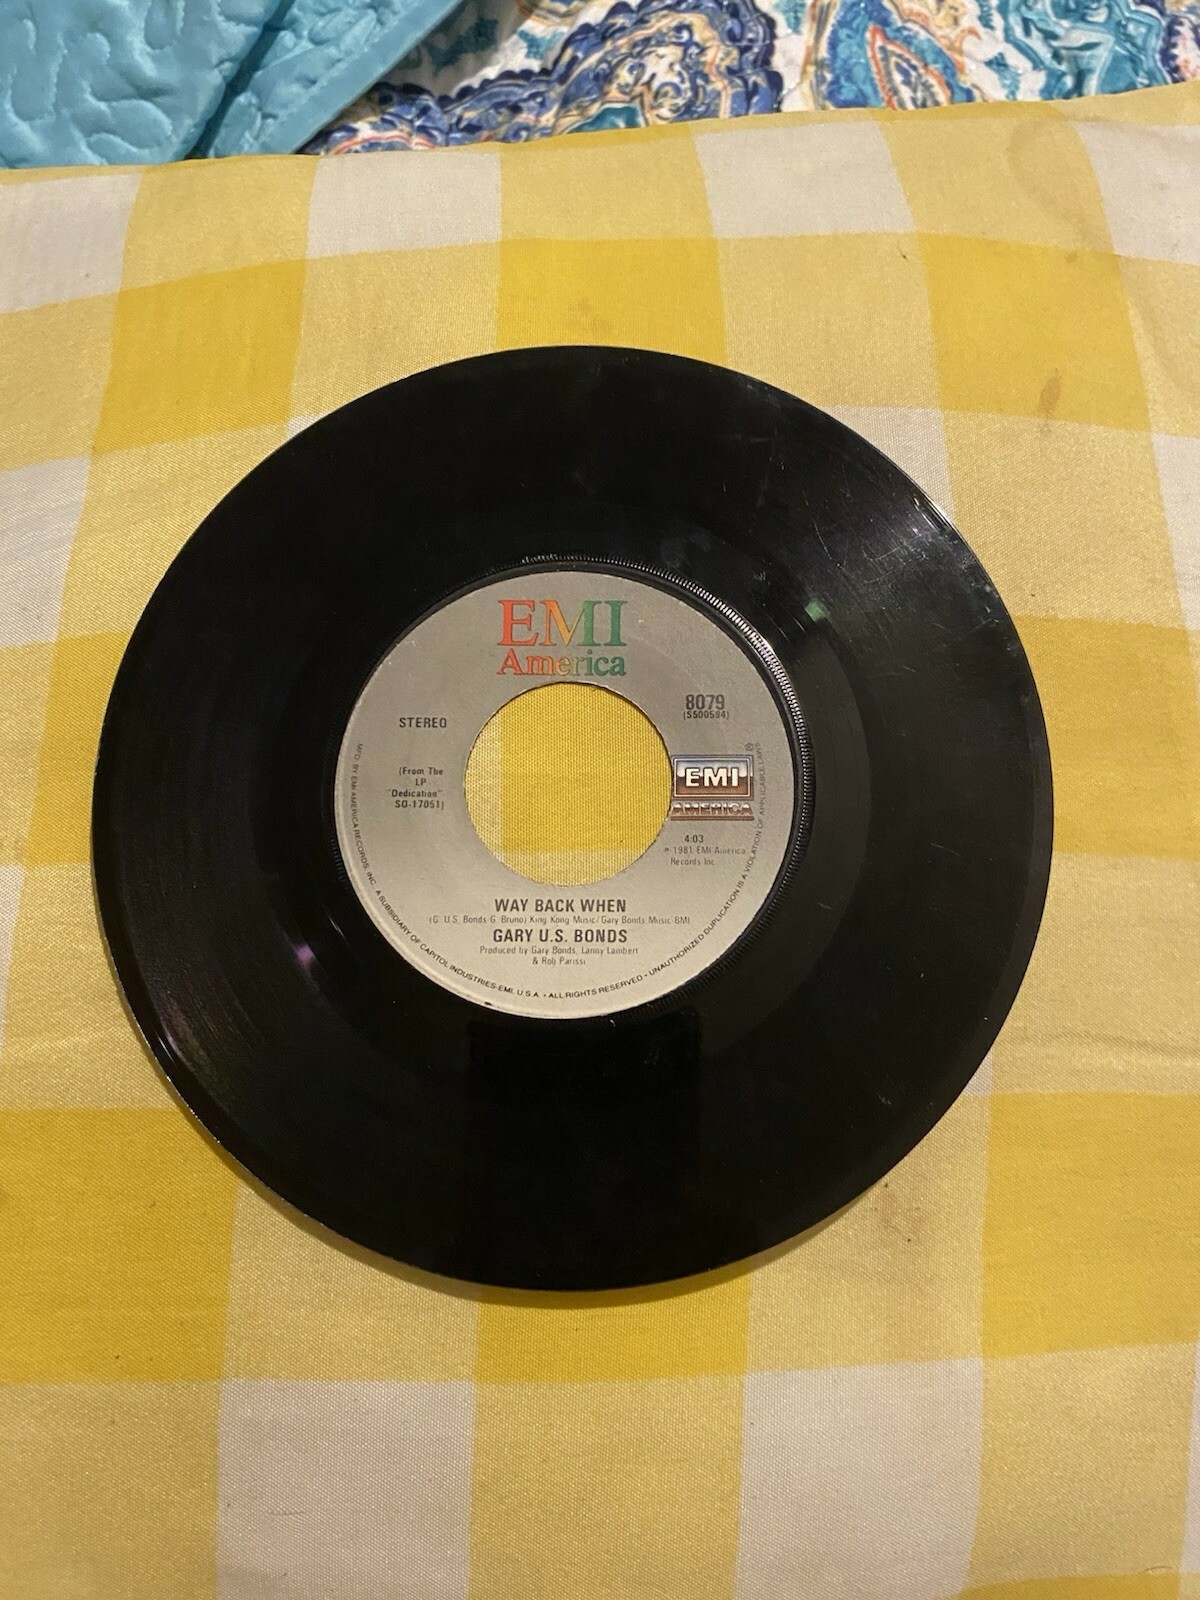 EMI
America
STEREO
8079
(S500594)
(From The
LP
"Dedication"
SO-17051)
EMI
AMERICA
4:03
℗ 1981 EMI America
Records Inc
WAY BACK WHEN
(G. U.S. Bonds-G. Bruno) King Kong Music/Gary Bonds Music BMI
GARY U.S. BONDS
Produced by Gary Bonds, Lanny Lambert
& Rob Parissi
MFD. BY EMI AMERICA RECORDS, INC. A SUBSIDIARY OF CAPITOL INDUSTRIES-EMI, U.S.A. • ALL RIGHTS RESERVED • UNAUTHORIZED DUPLICATION IS A VIOLATION OF APPLICABLE LAWS